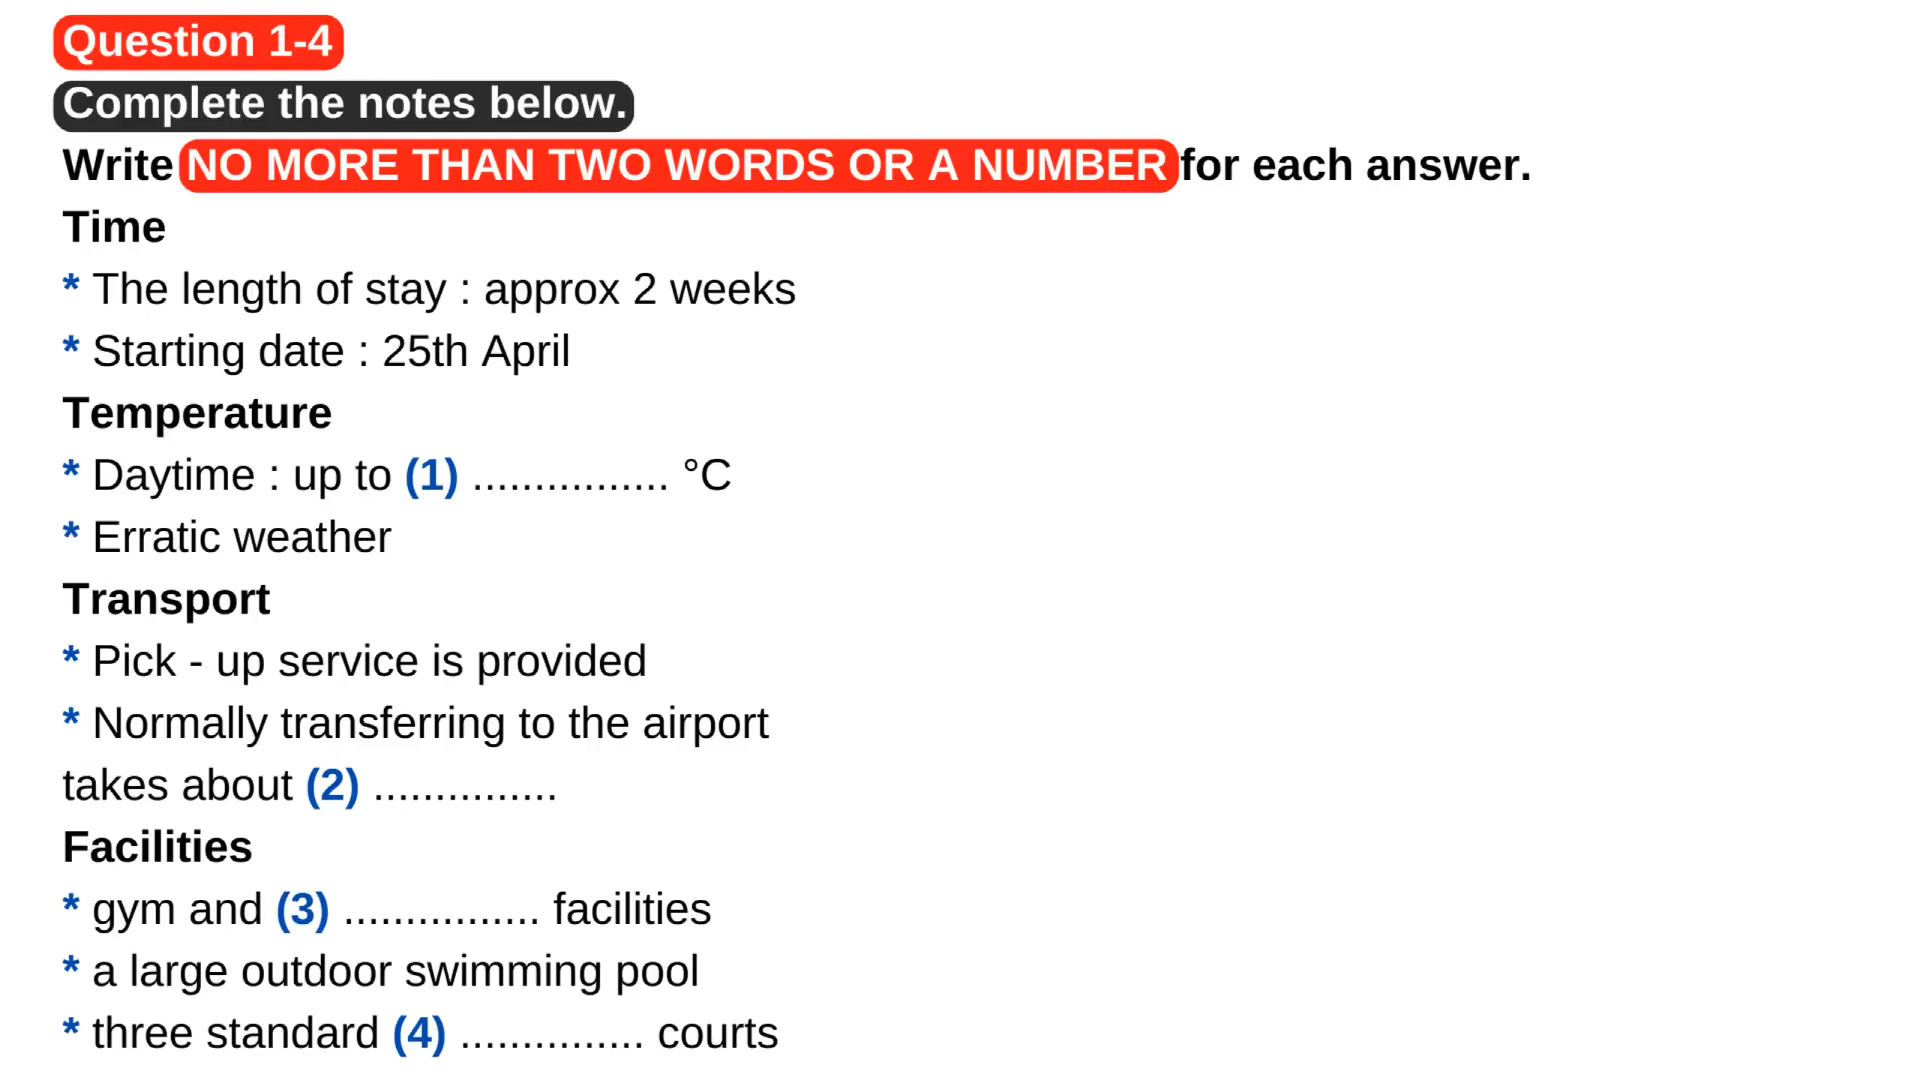 Question 1-4
Complete the notes below.
Write NO MORE THAN TWO WORDS OR A NUMBER for each answer.
Time
* The length of stay : approx 2 weeks
* Starting date : 25th April
Temperature
* Daytime : up to (1) ................ °C
* Erratic weather
Transport
* Pick - up service is provided
* Normally transferring to the airport
takes about (2) ...............
Facilities
* gym and (3) ................ facilities
* a large outdoor swimming pool
* three standard (4) ............... courts